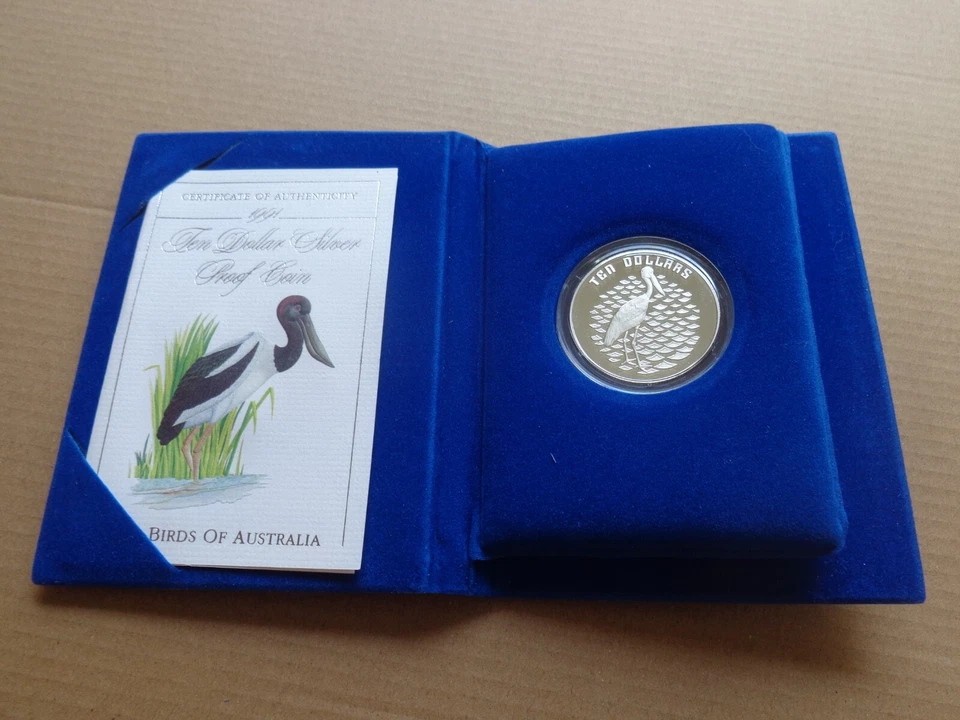 CERTIFICATE OF AUTHENTICITY
1991
Ten Dollar Silver
Proof Coin
BIRDS OF AUSTRALIA
TEN DOLLARS